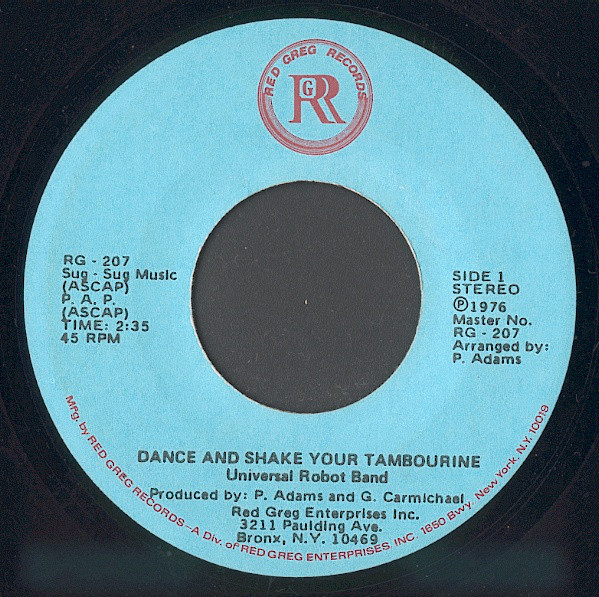 RED GREG RECORDS
RGR
RG - 207
Sug - Sug Music
(ASCAP)
P. A. P.
(ASCAP)
TIME: 2:35
45 RPM
SIDE 1
STEREO
Ⓟ1976
Master No.
RG - 207
Arranged by:
P. Adams
DANCE AND SHAKE YOUR TAMBOURINE
Universal Robot Band
Produced by: P. Adams and G. Carmichael
Red Greg Enterprises Inc.
3211 Paulding Ave.
Bronx, N.Y. 10469
Mfg. by RED GREG RECORDS—A Div. of RED GREG ENTERPRISES, INC. 1650 Bwy. New York, N.Y. 10019